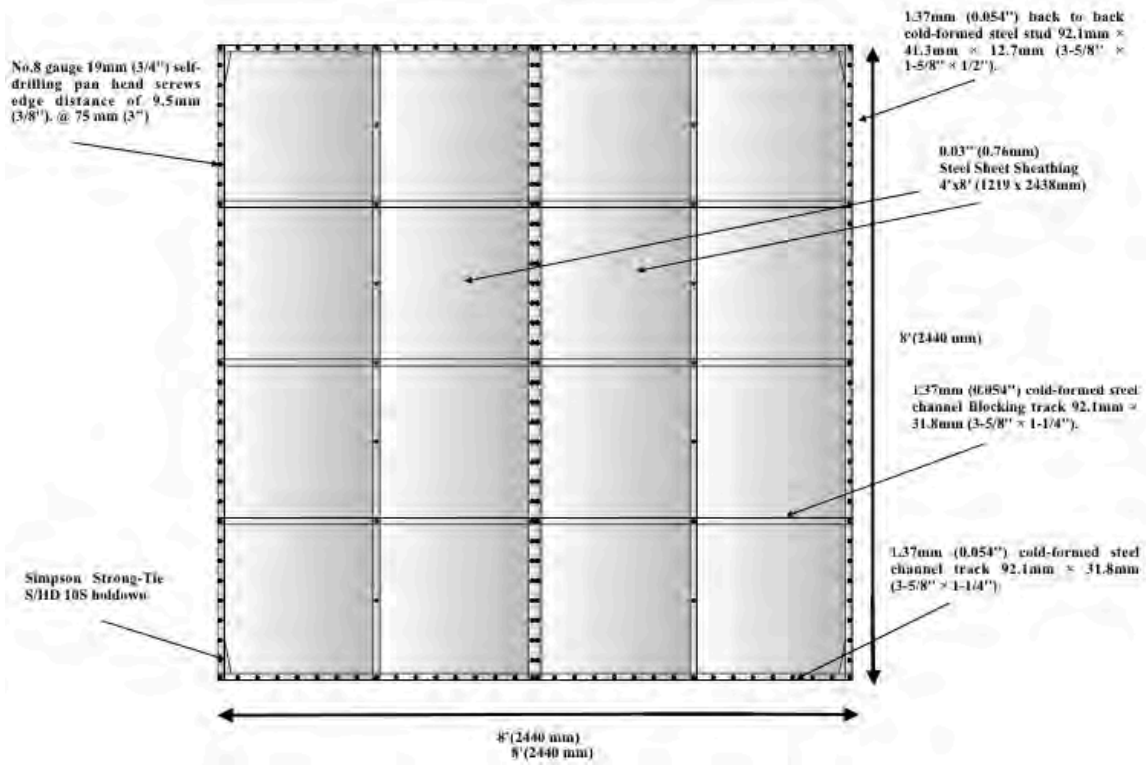 1.37mm (0.054") back to back
cold-formed steel stud 92.1mm ×
41.3mm × 12.7mm (3-5/8" ×
1-5/8" × 1/2").
No.8 gauge 19mm (3/4") self-
drilling pan head screws
edge distance of 9.5mm
(3/8"). @ 75 mm (3")
0.03" (0.76mm)
Steel Sheet Sheathing
4'x8' (1219 x 2438mm)
8'(2440 mm)
1.37mm (0.054") cold-formed steel
channel Blocking track 92.1mm ×
31.8mm (3-5/8" × 1-1/4").
1.37mm (0.054") cold-formed steel
channel track 92.1mm × 31.8mm
(3-5/8" × 1-1/4")
Simpson Strong-Tie
S/HD 10S holdown
8'(2440 mm)
8'(2440 mm)